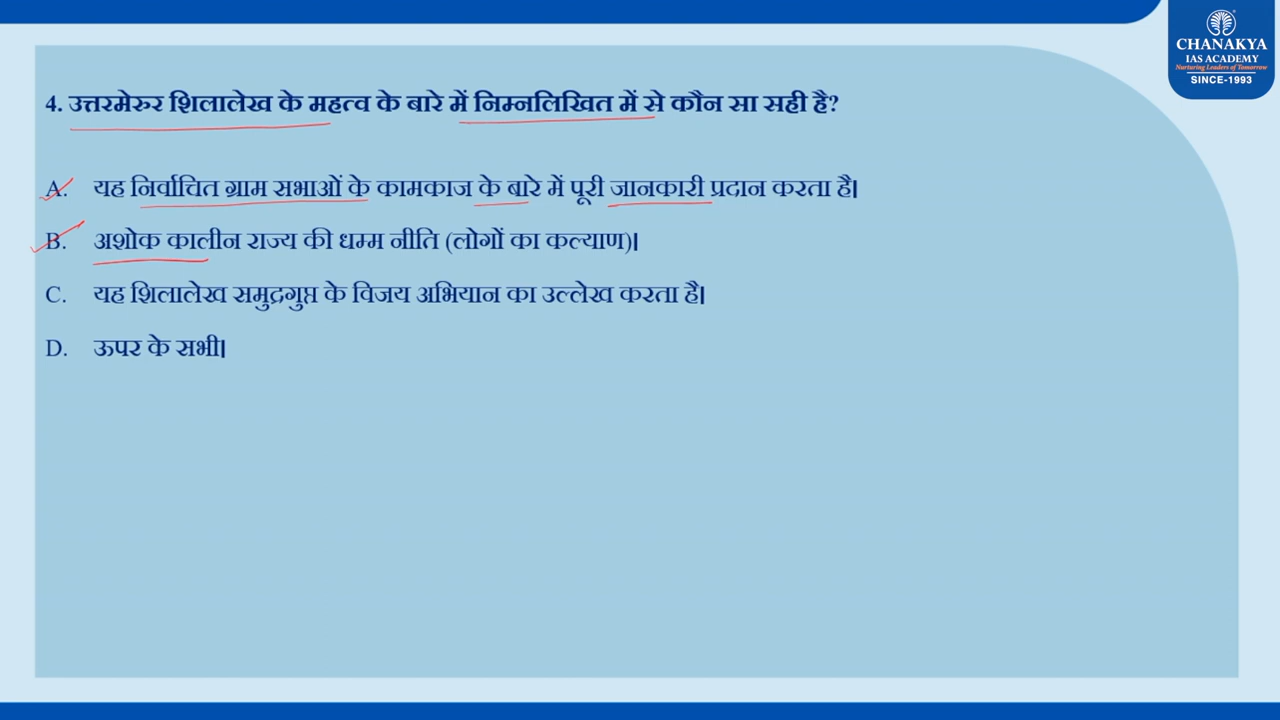 CHANAKYA
IAS ACADEMY
Nurturing Leaders of Tomorrow
SINCE-1993
4. उत्तरमेरुर शिलालेख के महत्व के बारे में निम्नलिखित में से कौन सा सही है?
A. यह निर्वाचित ग्राम सभाओं के कामकाज के बारे में पूरी जानकारी प्रदान करता है।
B. अशोक कालीन राज्य की धम्म नीति (लोगों का कल्याण)।
C. यह शिलालेख समुद्रगुप्त के विजय अभियान का उल्लेख करता है।
D. ऊपर के सभी।